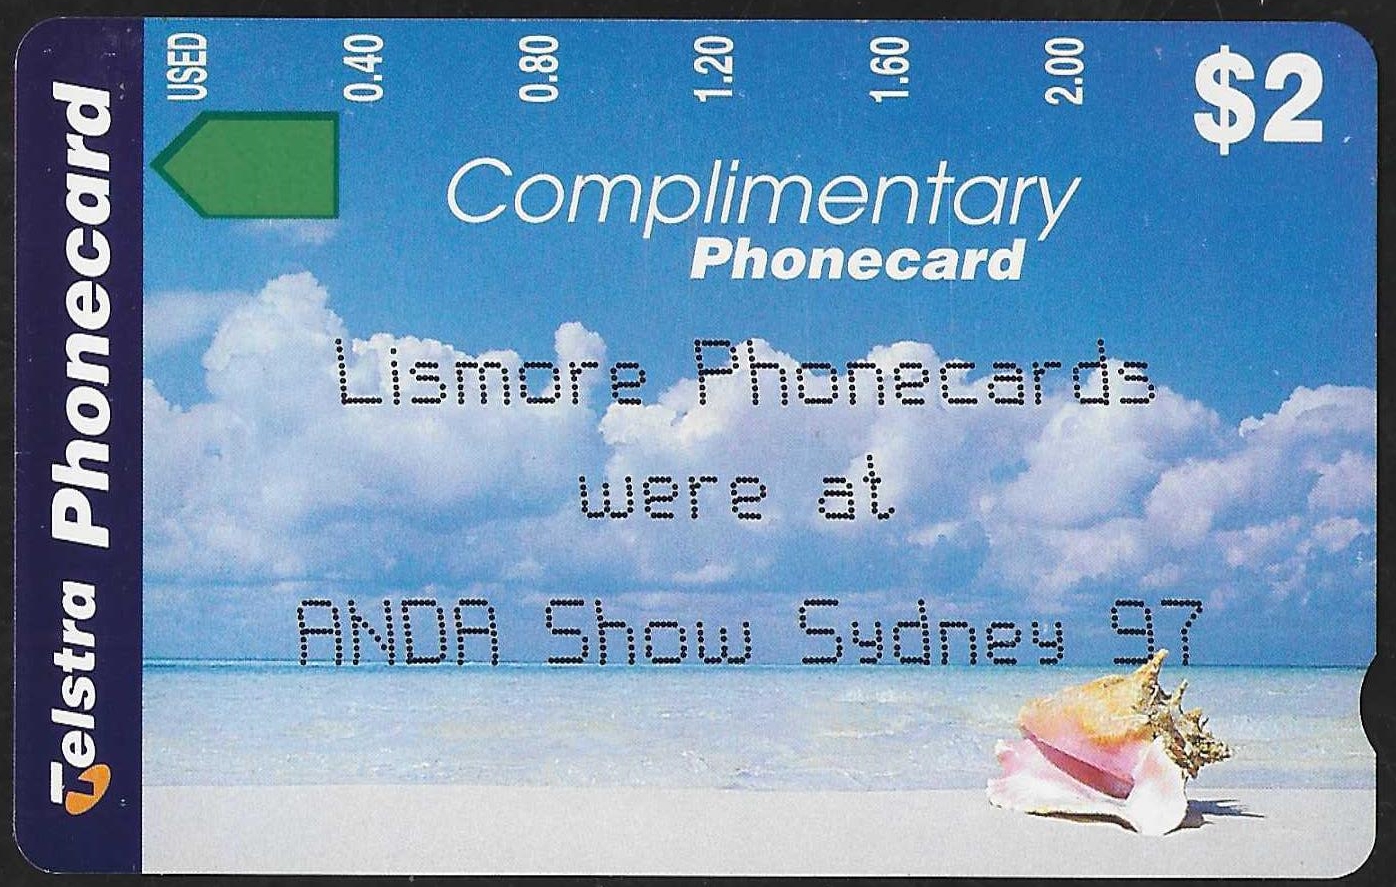 Telstra Phonecard
USED
0.40
0.80
1.20
1.60
2.00
$2
Complimentary
Phonecard
Lismore Phonecards
were at
ANDA Show Sydney 97